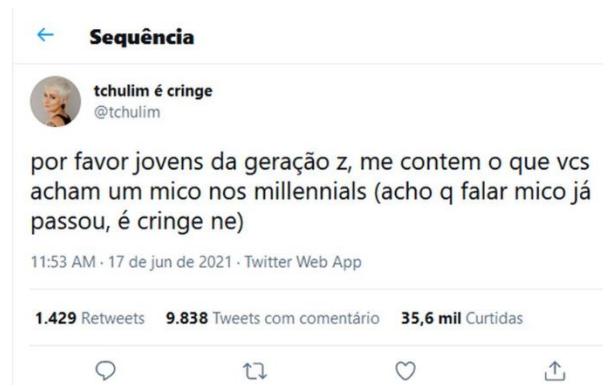 Sequência
tchulim é cringe
@tchulim
por favor jovens da geração z, me contem o que vcs
acham um mico nos millennials (acho q falar mico já
passou, é cringe ne)
11:53 AM · 17 de jun de 2021 · Twitter Web App
1.429 Retweets 9.838 Tweets com comentário 35,6 mil Curtidas